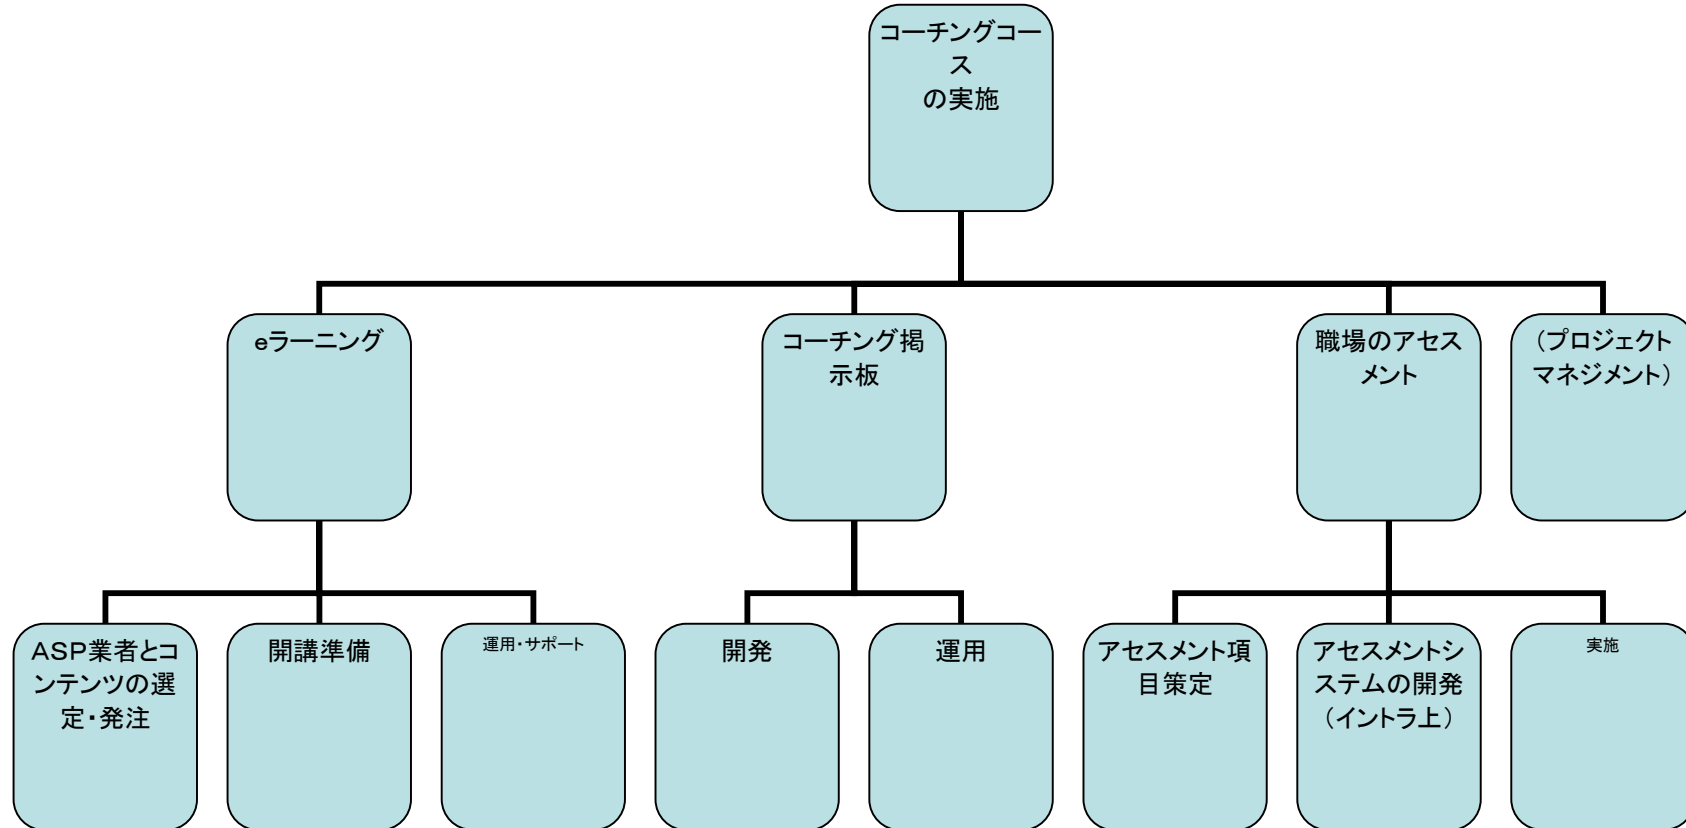 コーチングコー
ス
の実施
eラーニング
コーチング掲
示板
職場のアセス
メント
（プロジェクト
マネジメント）
ASP業者とコ
ンテンツの選
定・発注
開講準備
運用・サポート
開発
運用
アセスメント項
目策定
アセスメントシ
ステムの開発
（イントラ上）
実施